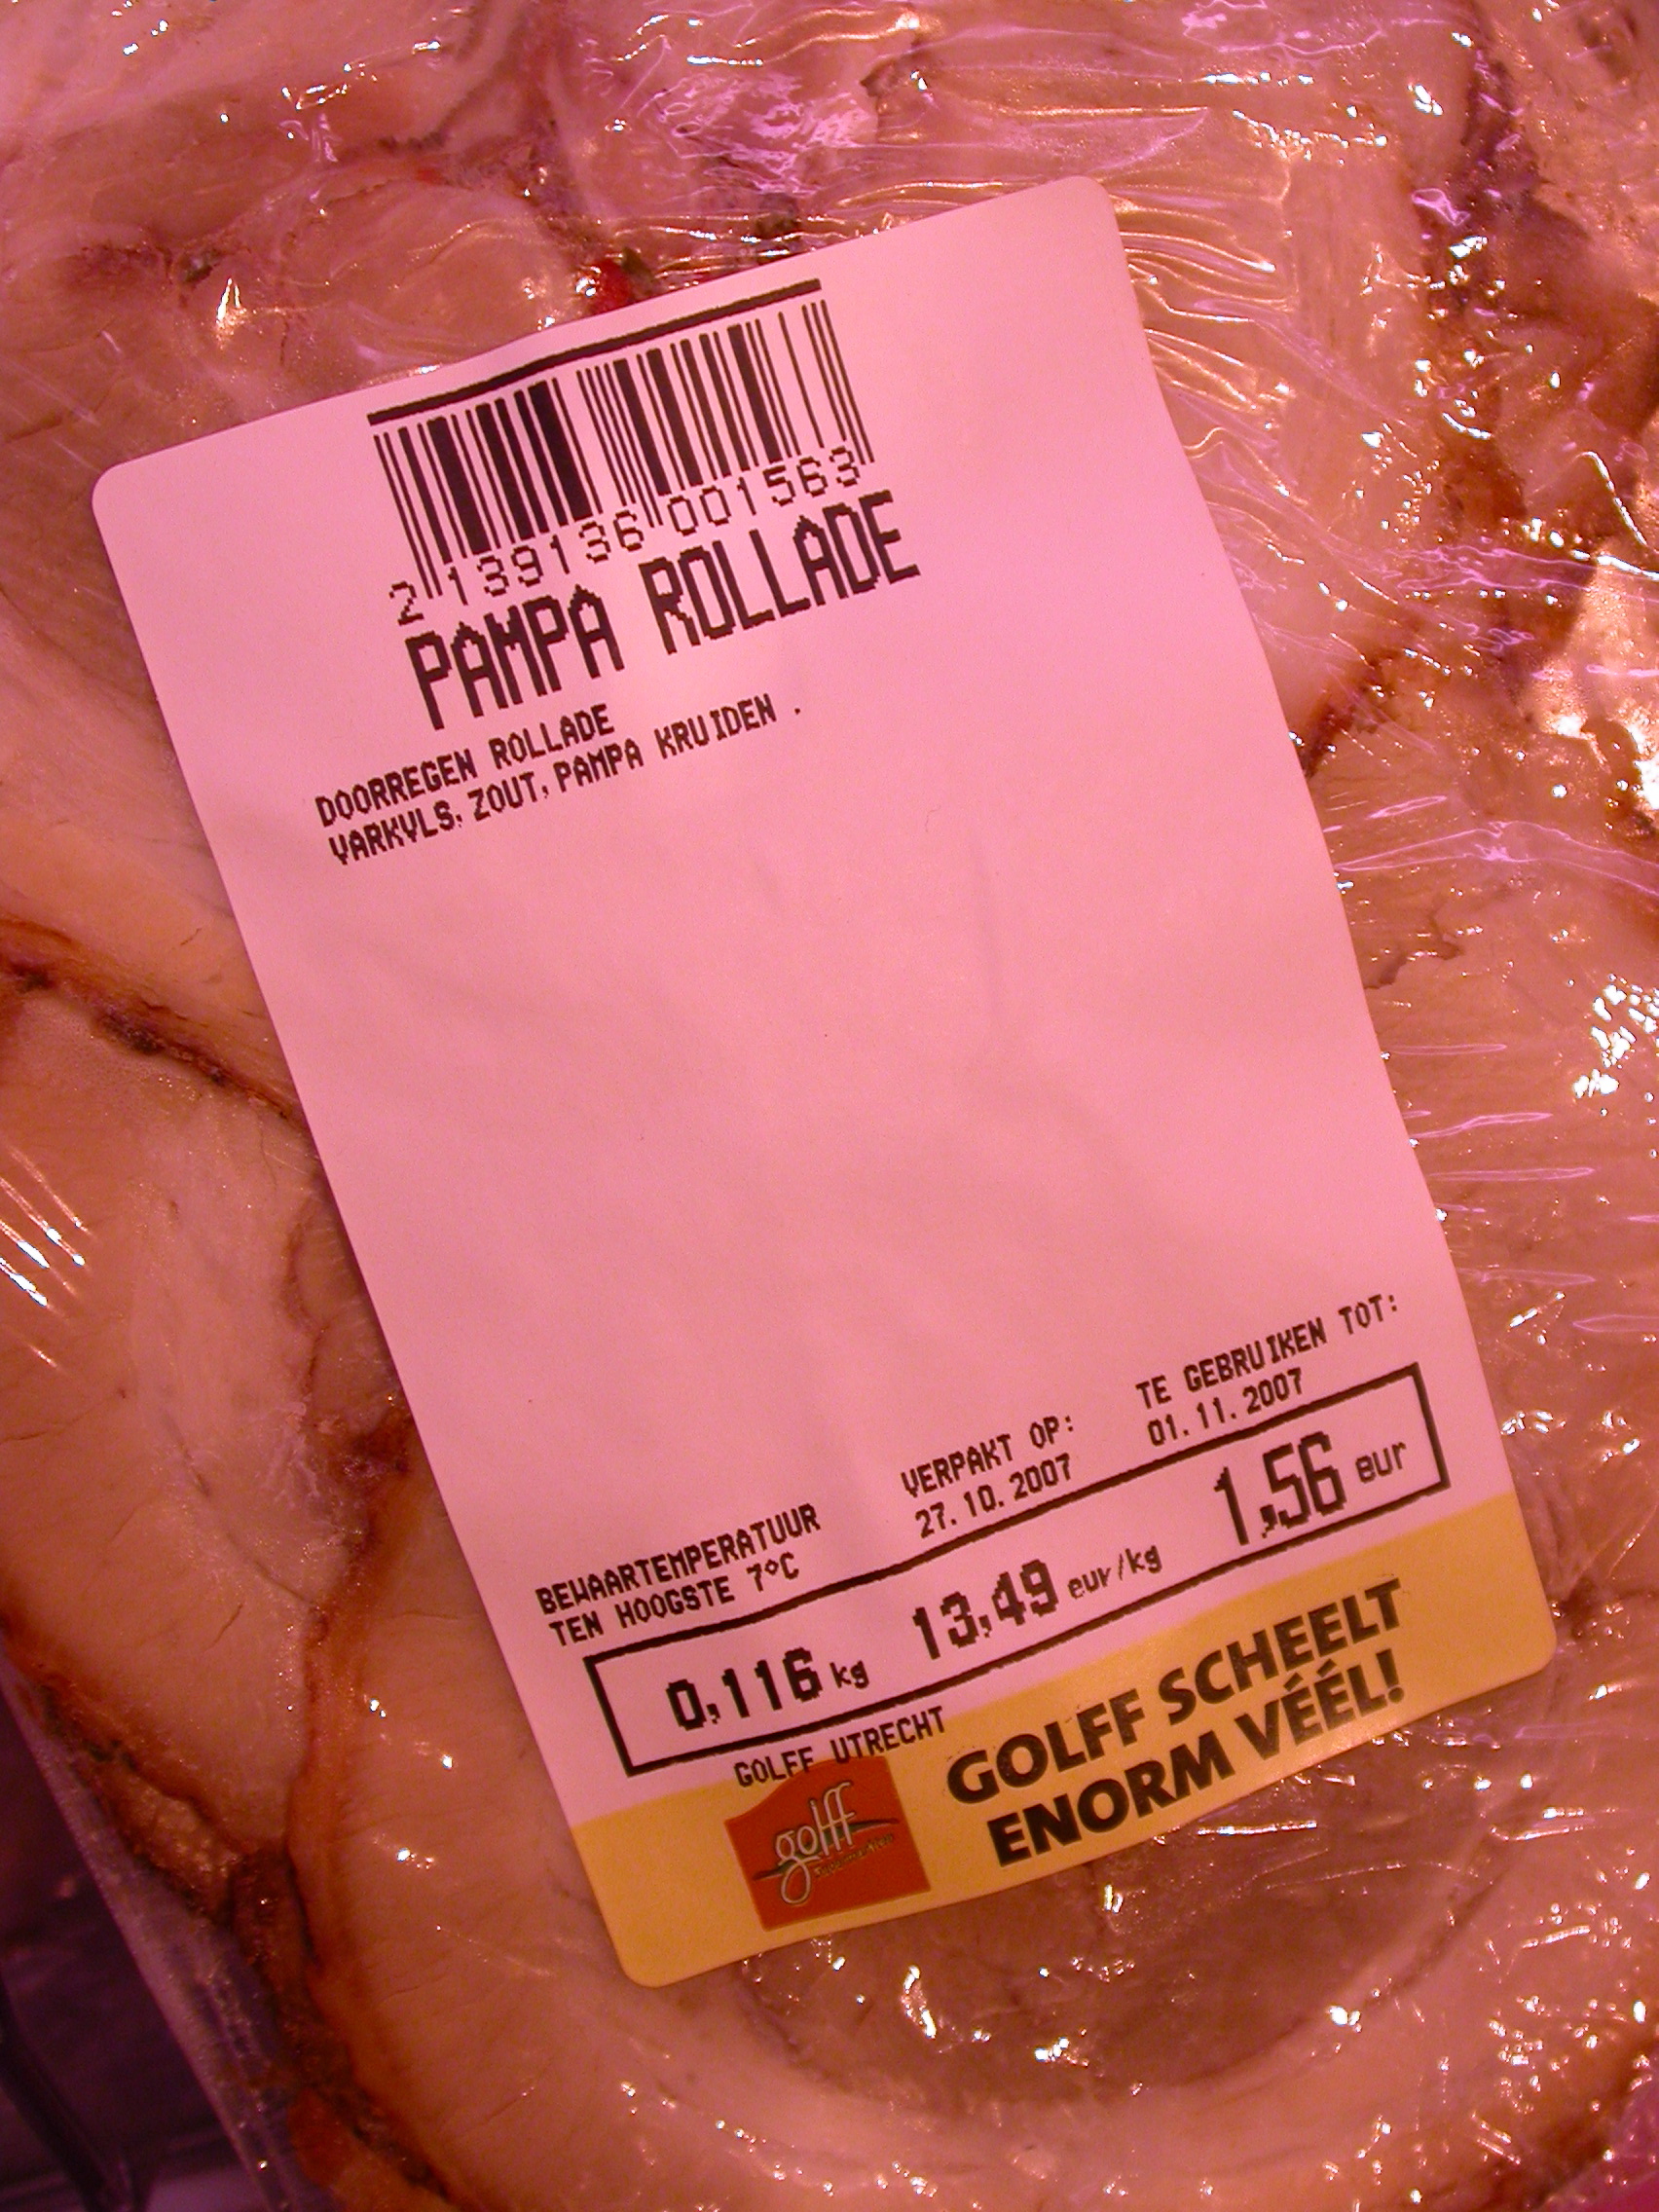 2 139136 001563
PAMPA ROLLADE
DOORREGEN ROLLADE
VARKVLS, ZOUT, PAMPA KRUIDEN .
BEWAARTEMPERATUUR
TEN HOOGSTE 7°C
VERPAKT OP:
27.10.2007
TE GEBRUIKEN TOT:
01.11.2007
0,116 kg 13,49 eur/kg 1,56 eur
GOLFF UTRECHT
golff
supermarkten
GOLFF SCHEELT
ENORM VÉÉL!